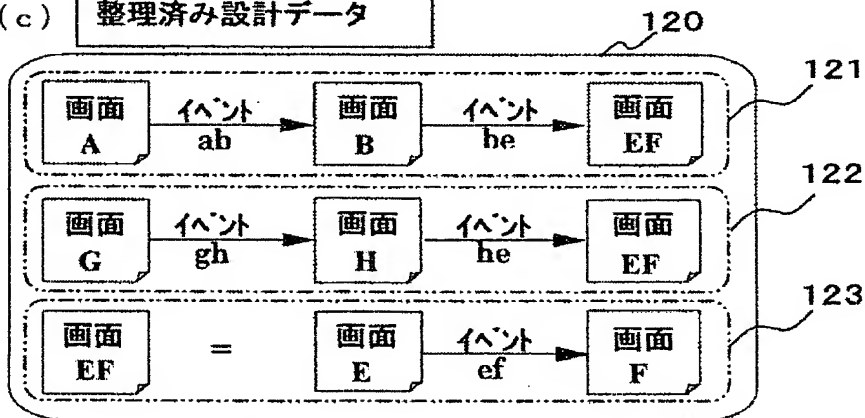 (c) 整理済み設計データ
120
121
画面 イベント 画面 イベント 画面
A ab B be EF
122
画面 イベント 画面 イベント 画面
G gh H he EF
123
画面 = 画面 イベント 画面
EF E ef F